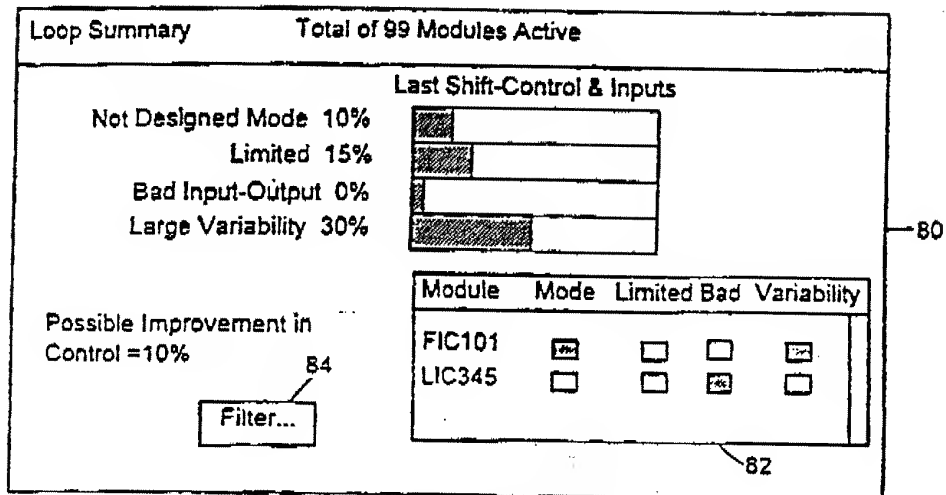 Loop Summary Total of 99 Modules Active
Last Shift-Control & Inputs
Not Designed Mode 10%
Limited 15%
Bad Input-Output 0%
Large Variability 30%
80
Module Mode Limited Bad Variability
Possible Improvement in
Control =10%
FIC101
LIC345
84
Filter...
82